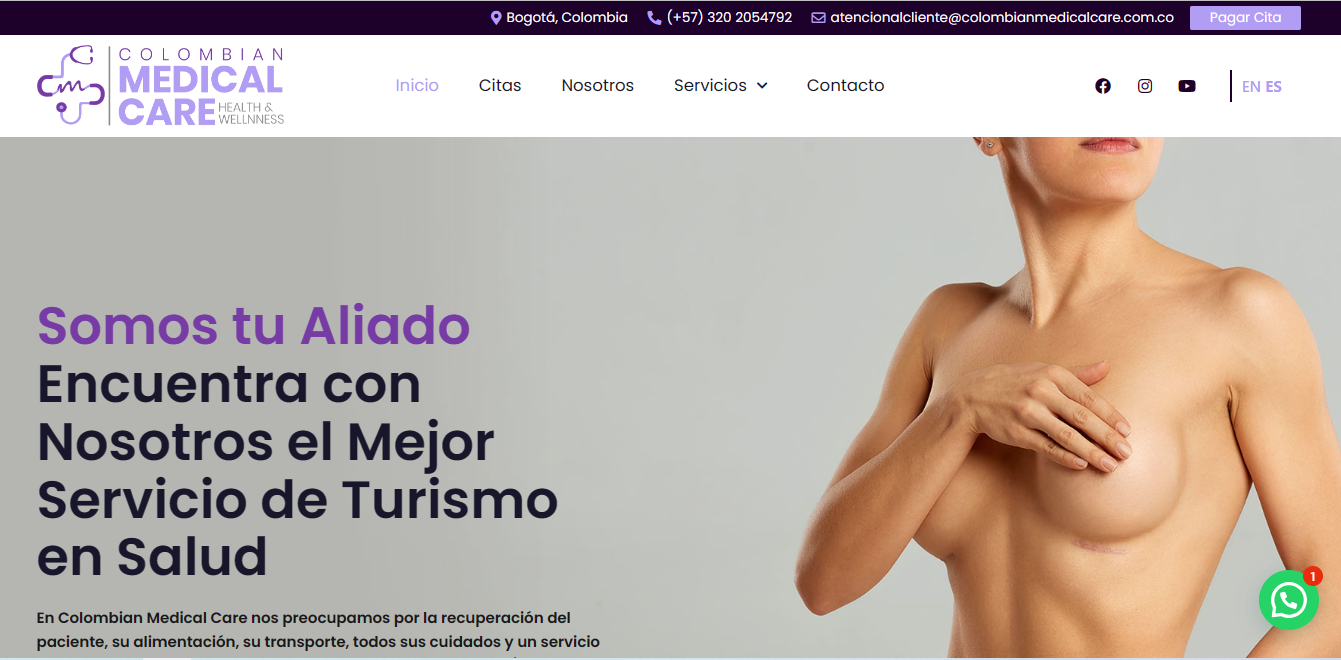 Bogotá, Colombia (+57) 320 2054792 atencionalcliente@colombianmedicalcare.com.co Pagar Cita
COLOMBIAN
MEDICAL
CARE HEALTH &
WELLNNESS
cm
Inicio Citas Nosotros Servicios Contacto EN ES
Somos tu Aliado
Encuentra con
Nosotros el Mejor
Servicio de Turismo
en Salud
En Colombian Medical Care nos preocupamos por la recuperación del
paciente, su alimentación, su transporte, todos sus cuidados y un servicio
1